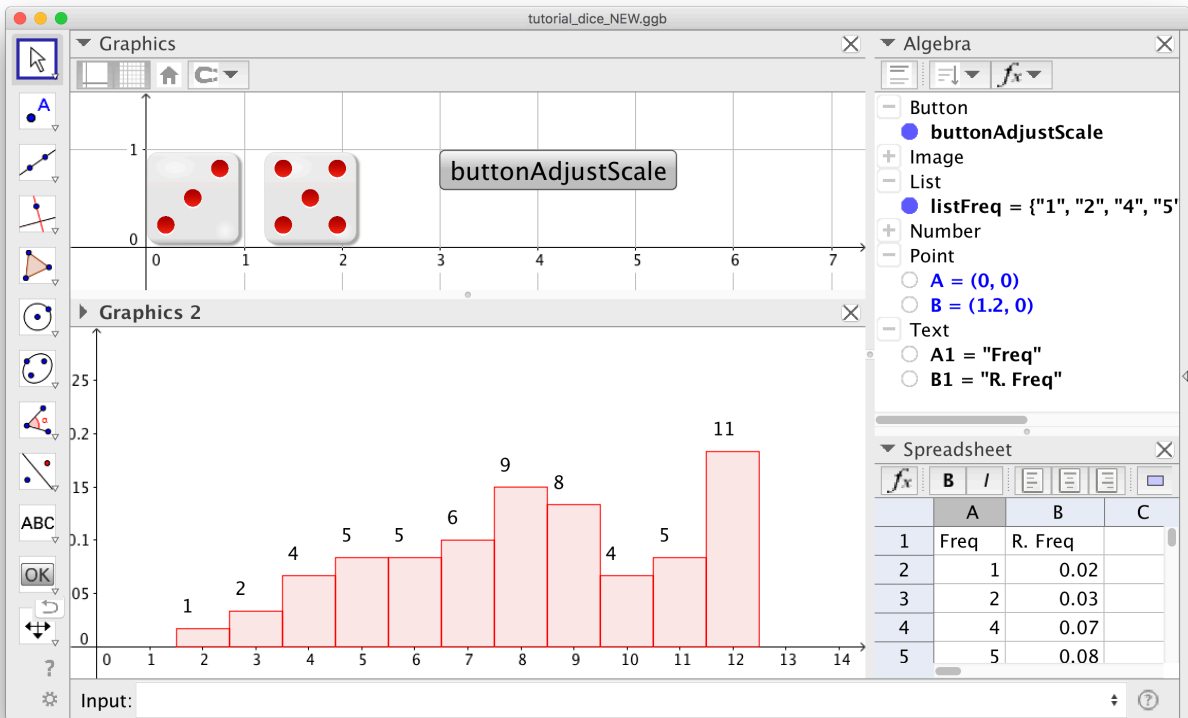 tutorial_dice_NEW.ggb
Graphics
A
1
0
0 1 2 3 4 5 6 7
buttonAdjustScale
Graphics 2
25
0.2
15
0.1
05
0
1 2 4 5 5 6 9 8 4 5 11
0 1 2 3 4 5 6 7 8 9 10 11 12 13 14
ABC
OK
α
?
Input:
?
Algebra
fx
Button
buttonAdjustScale
Image
List
listFreq = {"1", "2", "4", "5"
Number
Point
A = (0, 0)
B = (1.2, 0)
Text
A1 = "Freq"
B1 = "R. Freq"
Spreadsheet
fx B I
A B C
1 Freq R. Freq
2 1 0.02
3 2 0.03
4 4 0.07
5 5 0.08